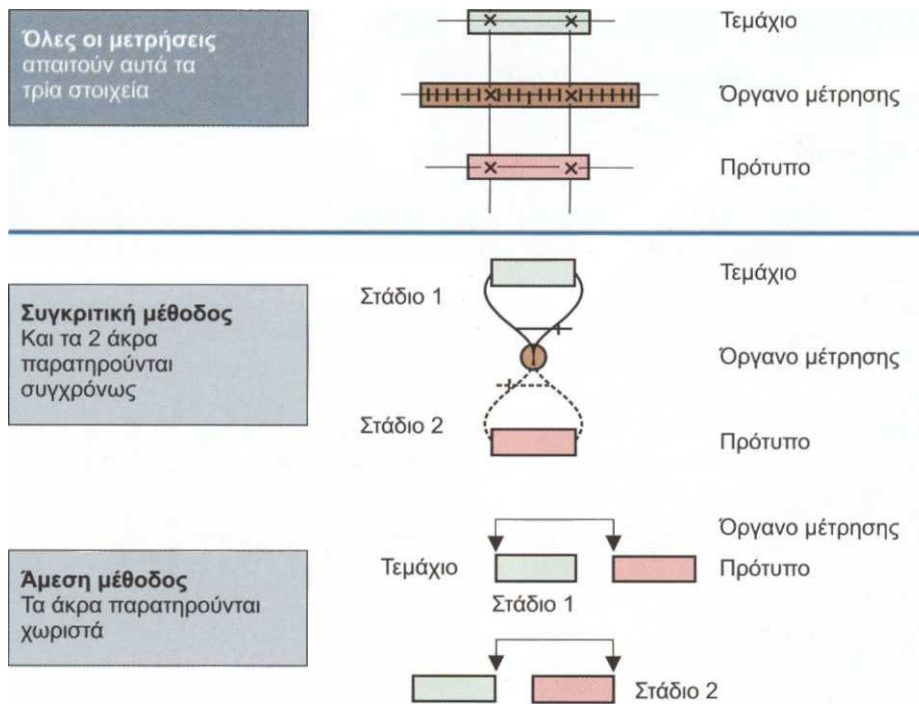 Όλες οι μετρήσεις
απαιτούν αυτά τα
τρία στοιχεία
Τεμάχιο
Όργανο μέτρησης
Πρότυπο
Συγκριτική μέθοδος
Και τα 2 άκρα
παρατηρούνται
συγχρόνως
Στάδιο 1
Στάδιο 2
Τεμάχιο
Όργανο μέτρησης
Πρότυπο
Άμεση μέθοδος
Τα άκρα παρατηρούνται
χωριστά
Όργανο μέτρησης
Τεμάχιο
Πρότυπο
Στάδιο 1
Στάδιο 2